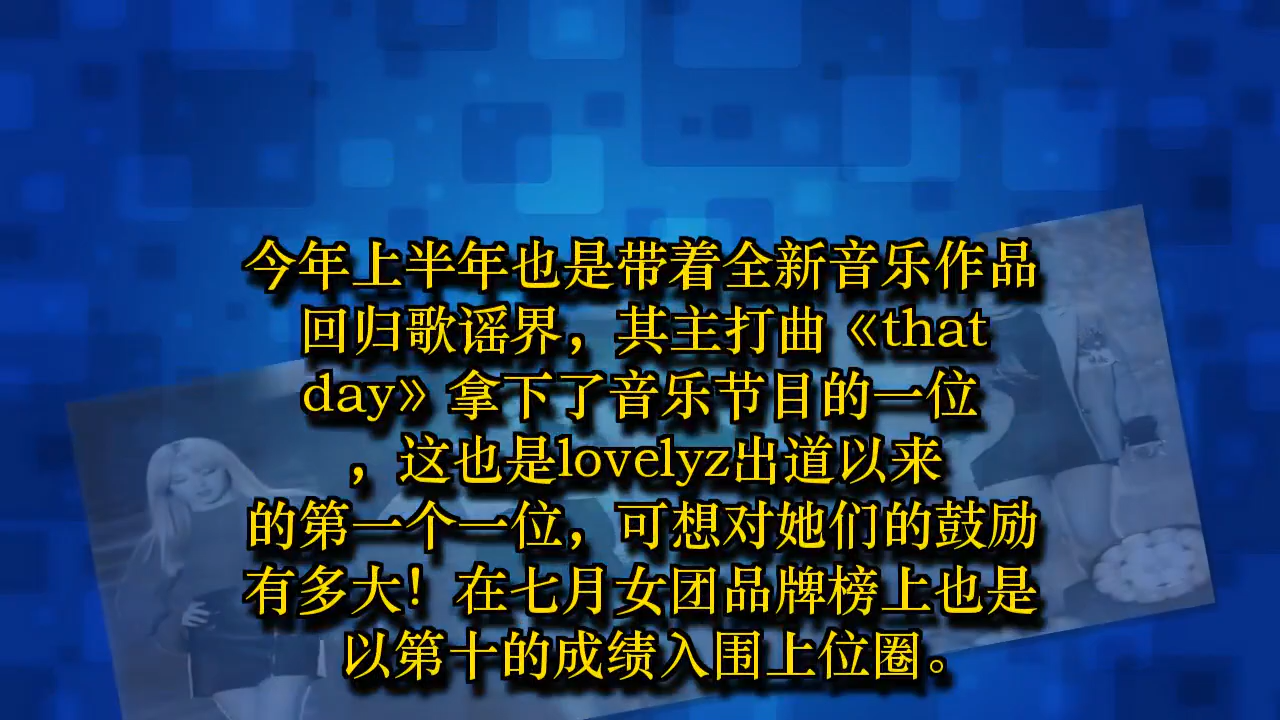 今年上半年也是带着全新音乐作品
回归歌谣界，其主打曲《that
day》拿下了音乐节目的一位
，这也是lovelyz出道以来
的第一个一位，可想对她们的鼓励
有多大！在七月女团品牌榜上也是
以第十的成绩入围上位圈。